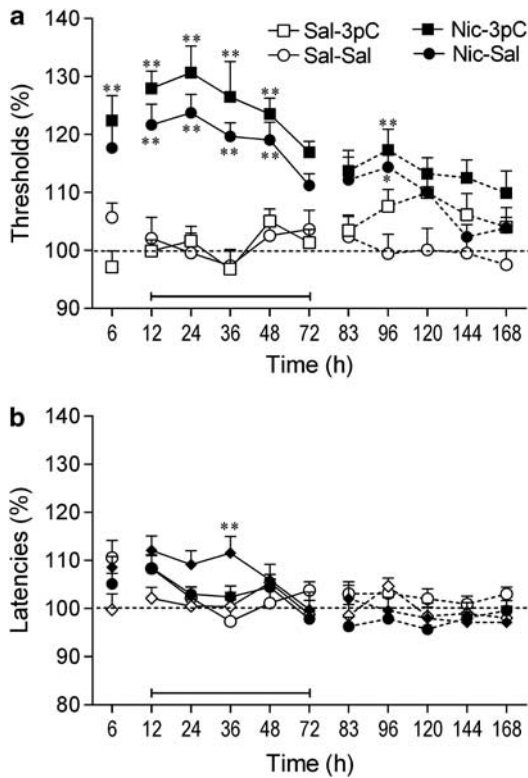 a
Sal-3pC
Nic-3pC
Sal-Sal
Nic-Sal
Thresholds (%)
140
130
120
110
100
90
** ** ** ** ** **
** ** ** ** *
6 12 24 36 48 72 83 96 120 144 168
Time (h)
b
Latencies (%)
140
130
120
110
100
90
80
**
6 12 24 36 48 72 83 96 120 144 168
Time (h)